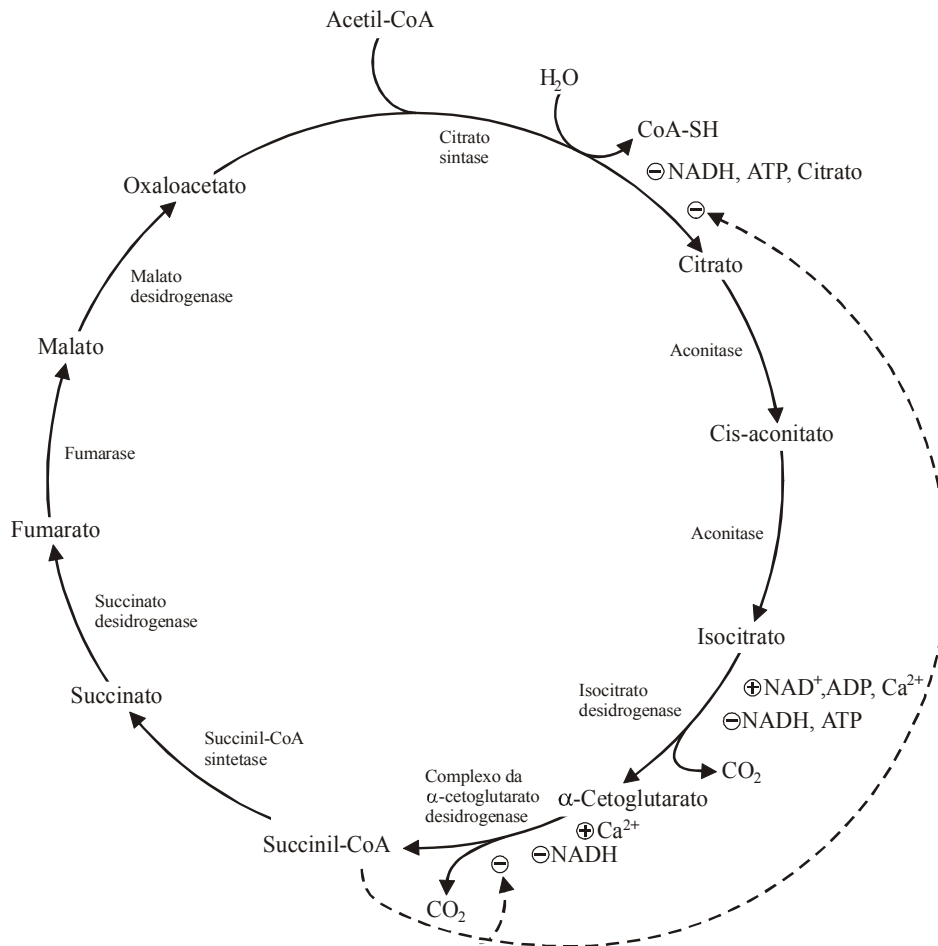 Acetil-CoA
H₂O
CoA-SH
Citrato
sintase
⊖NADH, ATP, Citrato
Oxaloacetato
⊖
Citrato
Malato
desidrogenase
Malato
Aconitase
Cis-aconitato
Fumarase
Fumarato
Aconitase
Succinato
desidrogenase
Isocitrato
Succinato
Isocitrato
desidrogenase
⊕NAD⁺,ADP, Ca²⁺
⊖NADH, ATP
Succinil-CoA
sintetase
CO₂
Complexo da
α-cetoglutarato
desidrogenase
α-Cetoglutarato
⊕Ca²⁺
⊖NADH
Succinil-CoA
⊖
CO₂